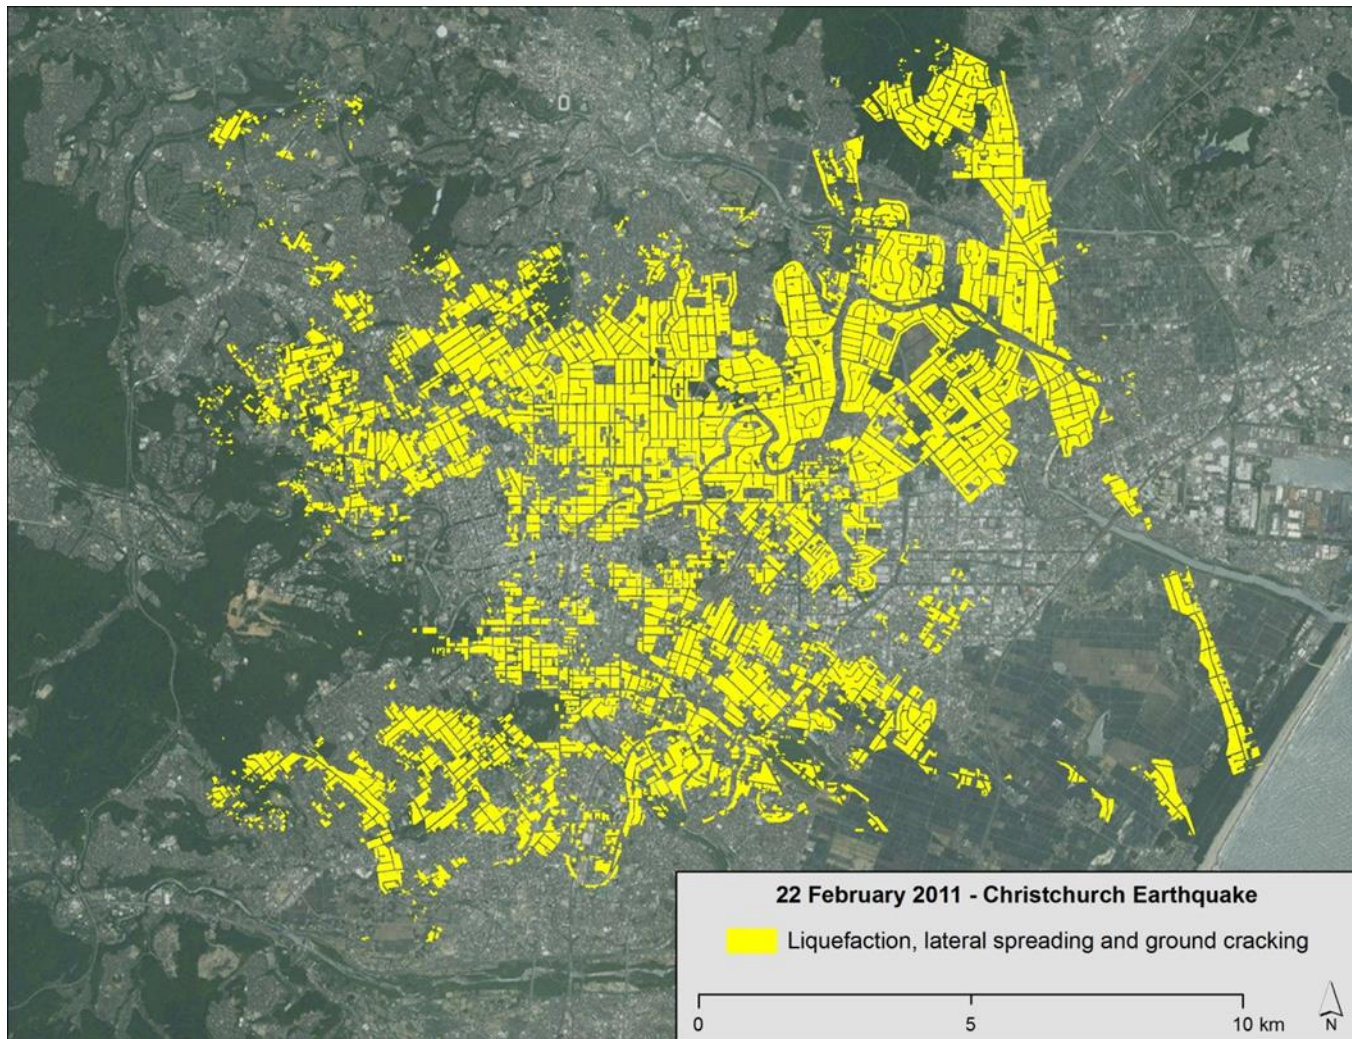 22 February 2011 - Christchurch Earthquake
Liquefaction, lateral spreading and ground cracking
0 5 10 km
N